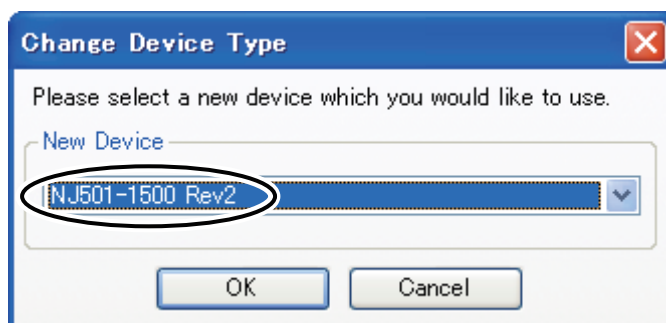 Change Device Type
Please select a new device which you would like to use.
New Device
NJ501-1500 Rev2
OK
Cancel